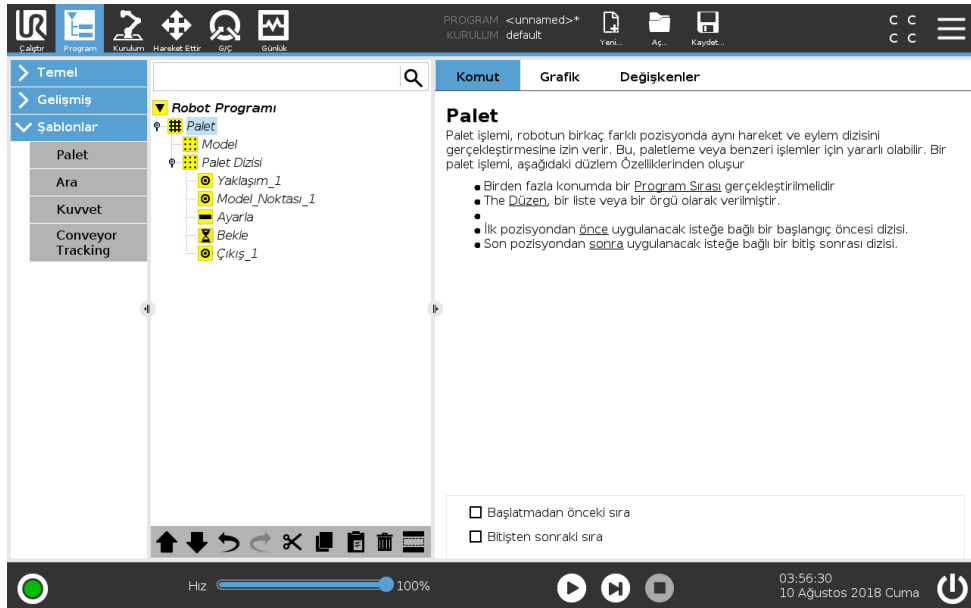 UR
PROGRAM <unnamed>*
KURULUM default
C C
C C
Çalıştır Program Kurulum Hareket Ettir G/Ç Günlük Yeni... Aç... Kaydet...
Temel
Gelişmiş
Şablonlar
Palet
Ara
Kuvvet
Conveyor
Tracking
Robot Programı
Palet
Model
Palet Dizisi
Yaklaşım_1
Model_Noktası_1
Ayarla
Bekle
Çıkış_1
Komut Grafik Değişkenler
Palet
Palet işlemi, robotun birkaç farklı pozisyonda aynı hareket ve eylem dizisini
gerçekleştirmesine izin verir. Bu, paletleme veya benzeri işlemler için yararlı olabilir. Bir
palet işlemi, aşağıdaki düzlem Özelliklerinden oluşur
Birden fazla konumda bir Program Sırası gerçekleştirilmelidir
The Düzen, bir liste veya bir örgü olarak verilmiştir.
İlk pozisyondan önce uygulanacak isteğe bağlı bir başlangıç öncesi dizisi.
Son pozisyondan sonra uygulanacak isteğe bağlı bir bitiş sonrası dizisi.
Başlatmadan önceki sıra
Bitişten sonraki sıra
Hız 100%
03:56:30
10 Ağustos 2018 Cuma